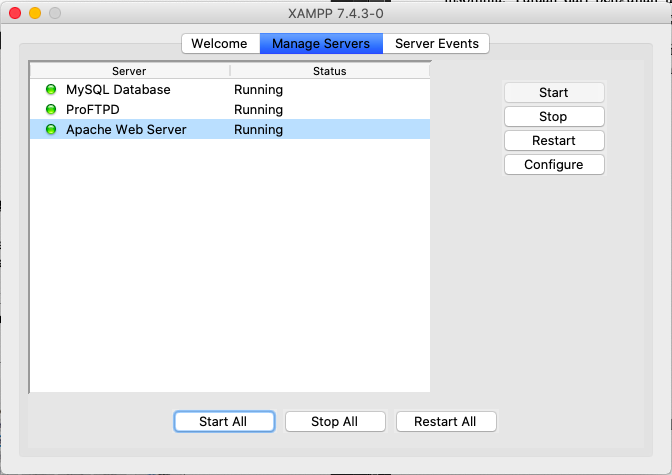 XAMPP 7.4.3-0
Welcome Manage Servers Server Events
Server Status
MySQL Database Running
ProFTPD Running
Apache Web Server Running
Start
Stop
Restart
Configure
Start All Stop All Restart All